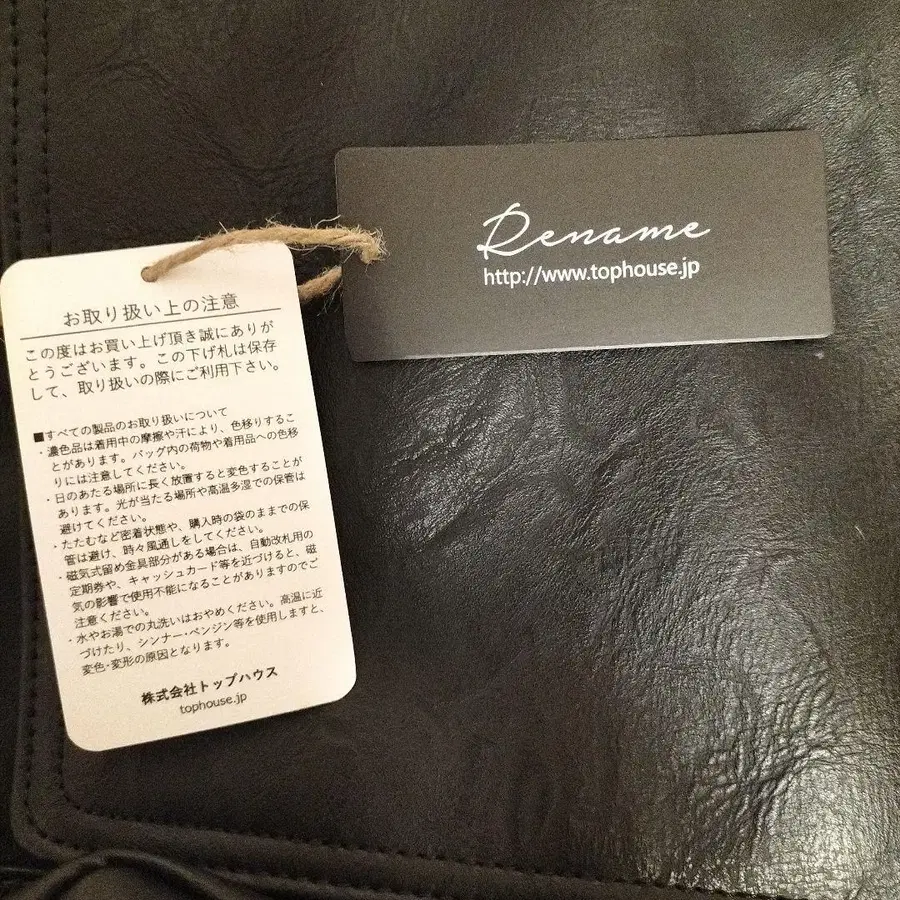 Rename
http://www.tophouse.jp
お取り扱い上の注意
この度はお買い上げ頂き誠にありが
とうございます。この下げ札は保存
して、取り扱いの際にご利用下さい。
■すべての製品のお取り扱いについて
・濃色品は着用中の摩擦や汗により、色移りするこ
とがあります。バッグ内の荷物や着用品への色移
りには注意してください。
・日のあたる場所に長く放置すると変色することが
あります。光が当たる場所や高温多湿での保管は
避けてください。
・たたむなど密着状態や、購入時の袋のままでの保
管は避け、時々風通しをしてください。
・磁気式留め金具部分がある場合は、自動改札用の
定期券や、キャッシュカード等を近づけると、磁
気の影響で使用不能になることがありますのでご
注意ください。
・水やお湯での丸洗いはおやめください。高温に近
づけたり、シンナー・ベンジン等を使用しますと、
変色・変形の原因となります。
株式会社トップハウス
tophouse.jp